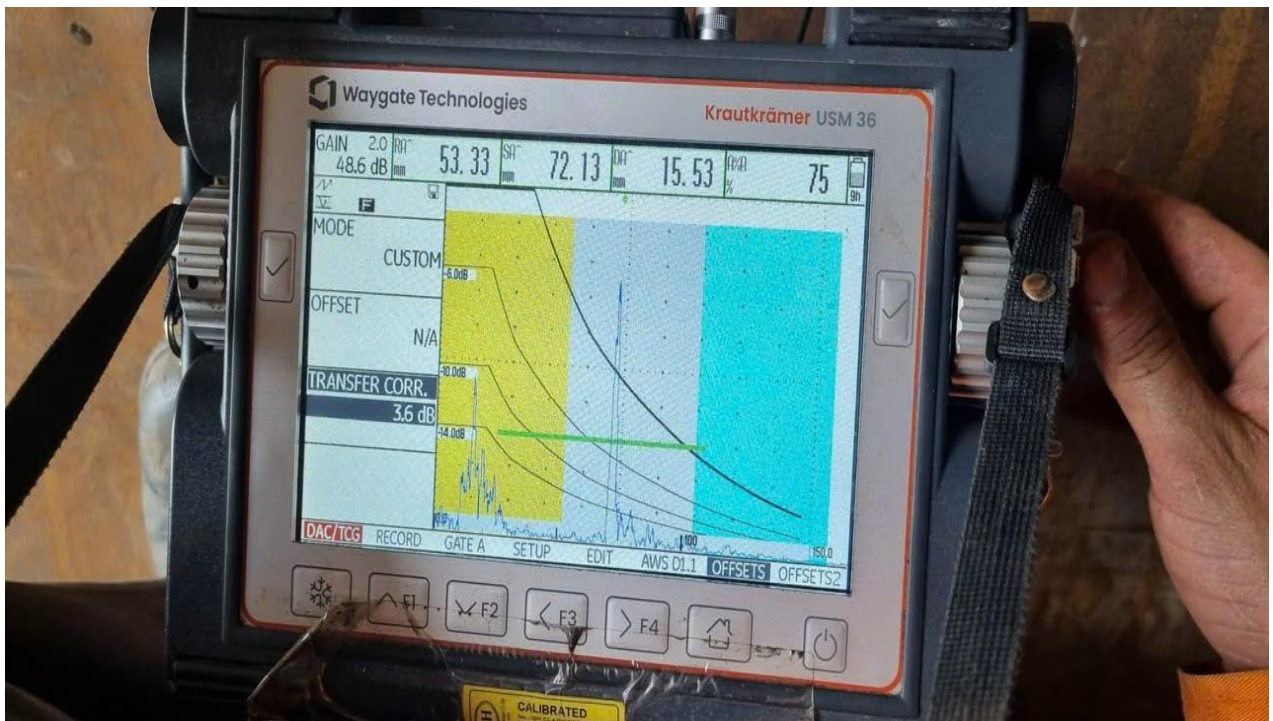 Waygate Technologies
Krautkrämer USM 36
GAIN 2.0
48.6 dB
RA^
mm
53.33
SA^
mm
72.13
DA^
mm
15.53
A%A
%
75
9h
F
MODE
CUSTOM
OFFSET
N/A
TRANSFER CORR.
3.6 dB
-6.0dB
-10.0dB
-14.0dB
100
150.0
DAC/TCG RECORD GATE A SETUP EDIT AWS D1.1 OFFSETS OFFSETS2
F1 F2 F3 F4
CALIBRATED